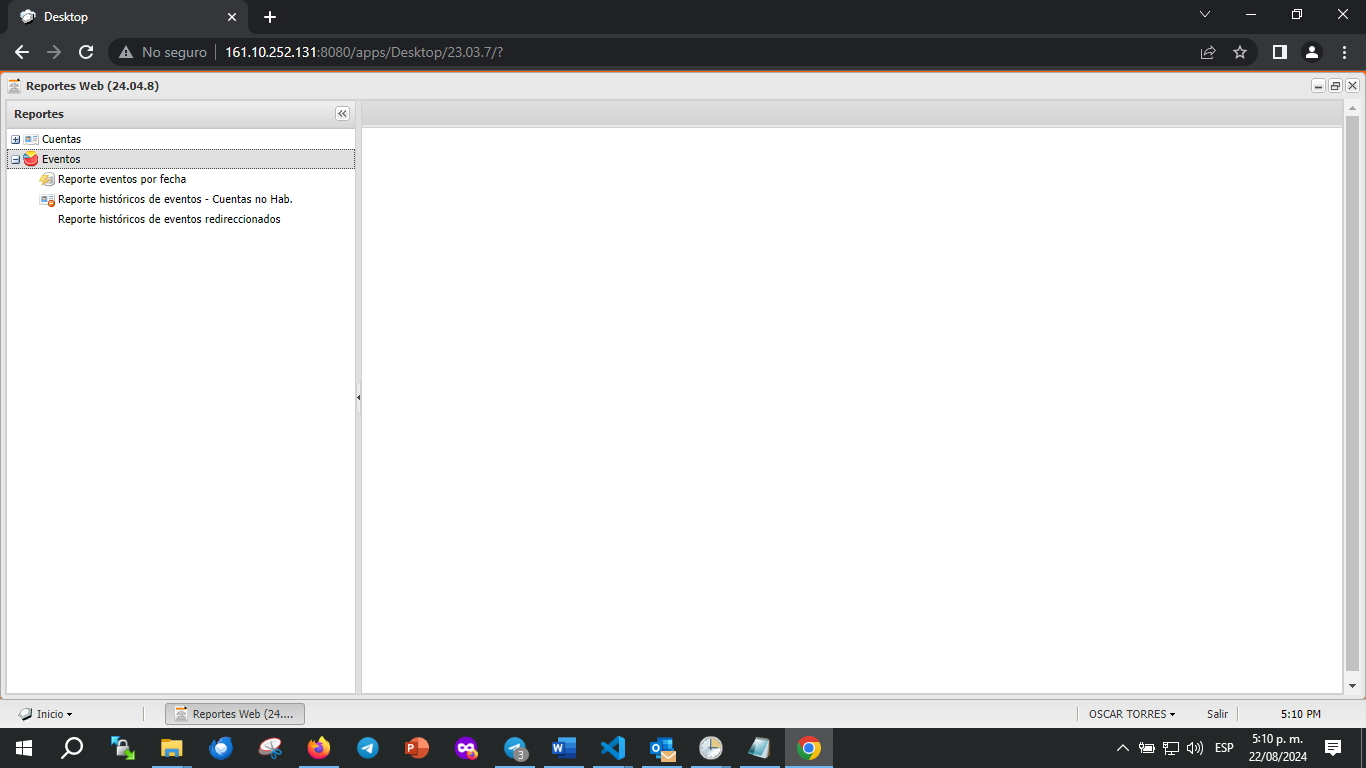 Desktop
No seguro
161.10.252.131:8080/apps/Desktop/23.03.7/?
Reportes Web (24.04.8)
Reportes
Cuentas
Eventos
Reporte eventos por fecha
Reporte históricos de eventos - Cuentas no Hab.
Reporte históricos de eventos redireccionados
Inicio
Reportes Web (24....
OSCAR TORRES
Salir
5:10 PM
3
ESP
5:10 p. m.
22/08/2024